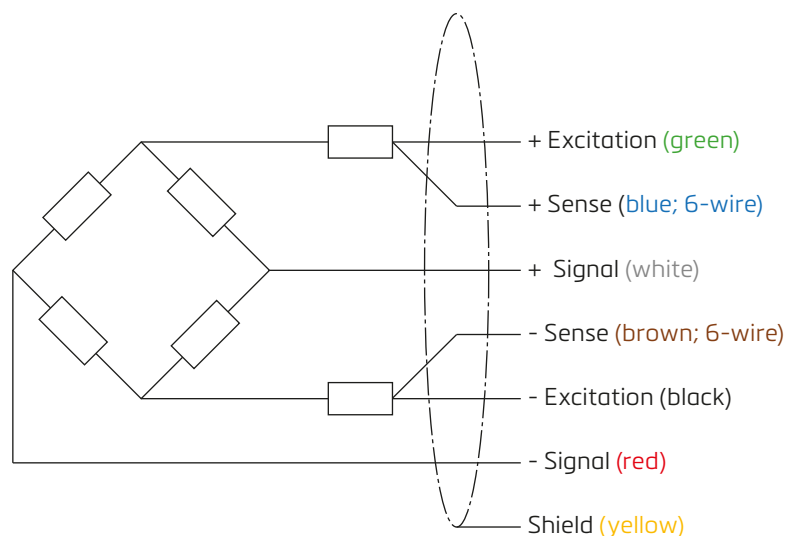 + Excitation (green)
+ Sense (blue; 6-wire)
+ Signal (white)
- Sense (brown; 6-wire)
- Excitation (black)
- Signal (red)
Shield (yellow)